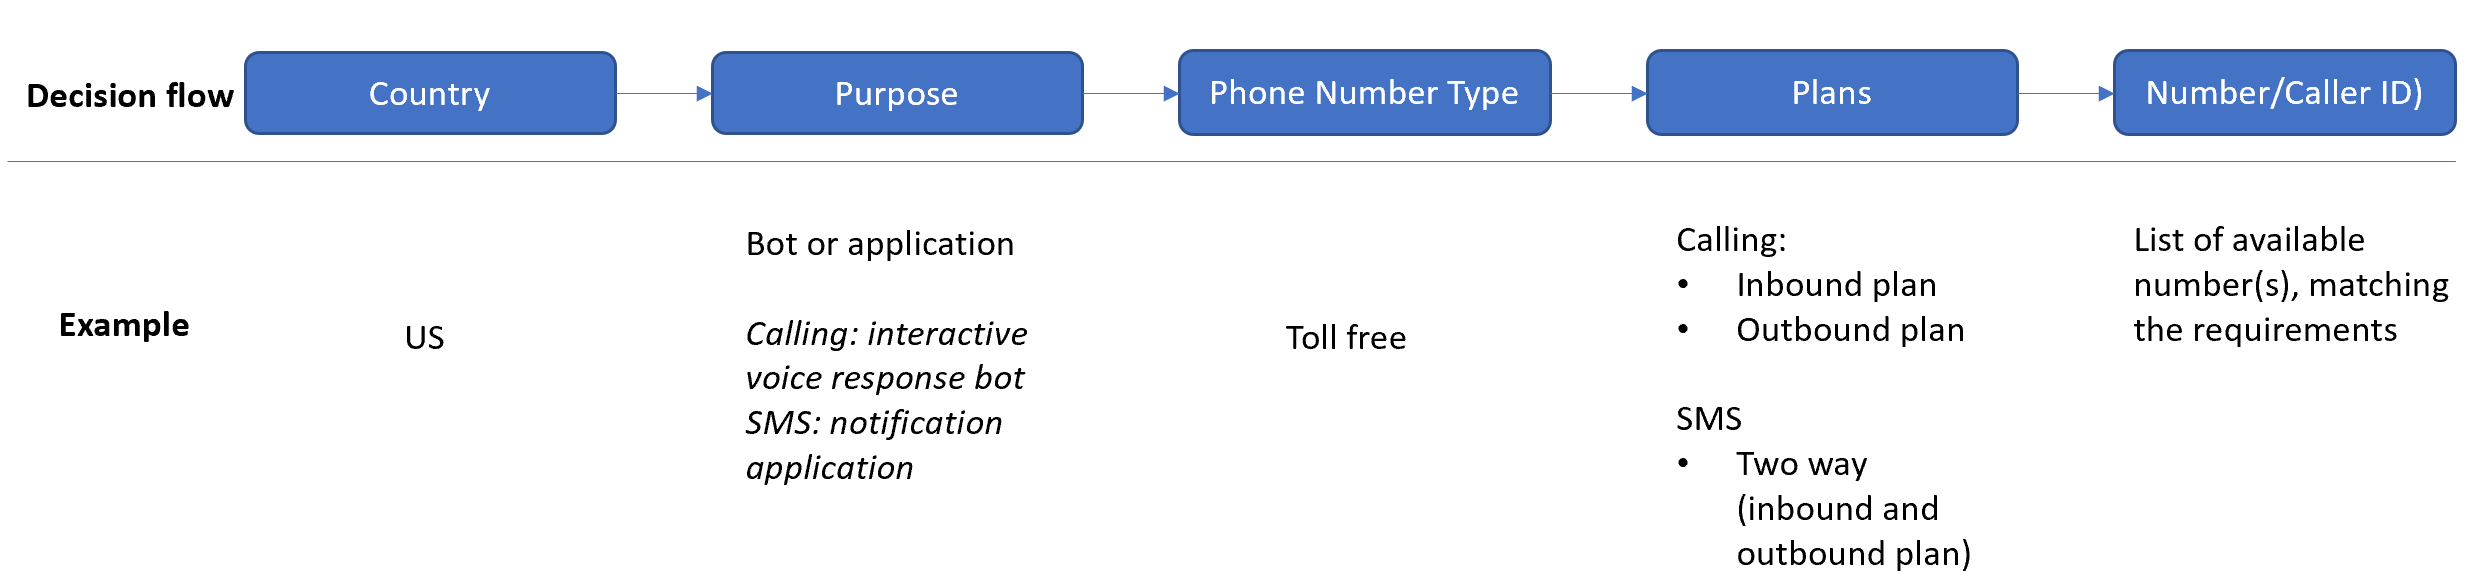 Decision flow
Country
Purpose
Phone Number Type
Plans
Number/Caller ID)
Example
US
Bot or application
Calling: interactive
voice response bot
SMS: notification
application
Toll free
Calling:
• Inbound plan
• Outbound plan
SMS
• Two way
(inbound and
outbound plan)
List of available
number(s), matching
the requirements